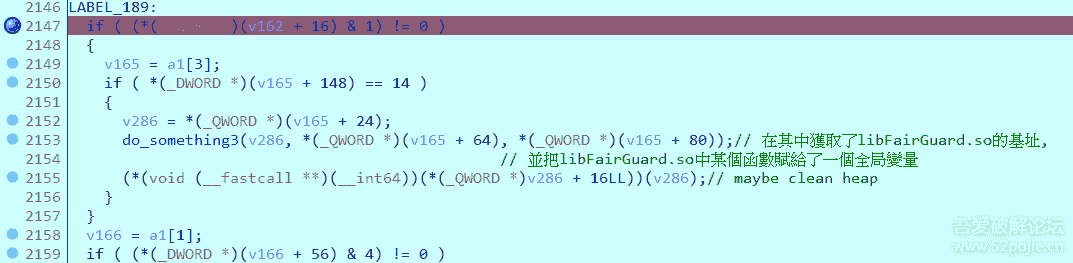 2146 LABEL_189:
2147 if ( (*( )(v162 + 16) & 1) != 0 )
2148 {
2149 v165 = a1[3];
2150 if ( *(_DWORD *)(v165 + 148) == 14 )
2151 {
2152 v286 = *(_QWORD *)(v165 + 24);
2153 do_something3(v286, *(_QWORD *)(v165 + 64), *(_QWORD *)(v165 + 80));// 在其中獲取了libFairGuard.so的基址,
2154 // 並把libFairGuard.so中某個函數賦給了一個全局變量
2155 (*(void (__fastcall **)(__int64))(*(_QWORD *)v286 + 16LL))(v286);// maybe clean heap
2156 }
2157 }
2158 v166 = a1[1];
2159 if ( (*(_DWORD *)(v166 + 56) & 4) != 0 )
吾爱破解论坛
www.52pojie.cn